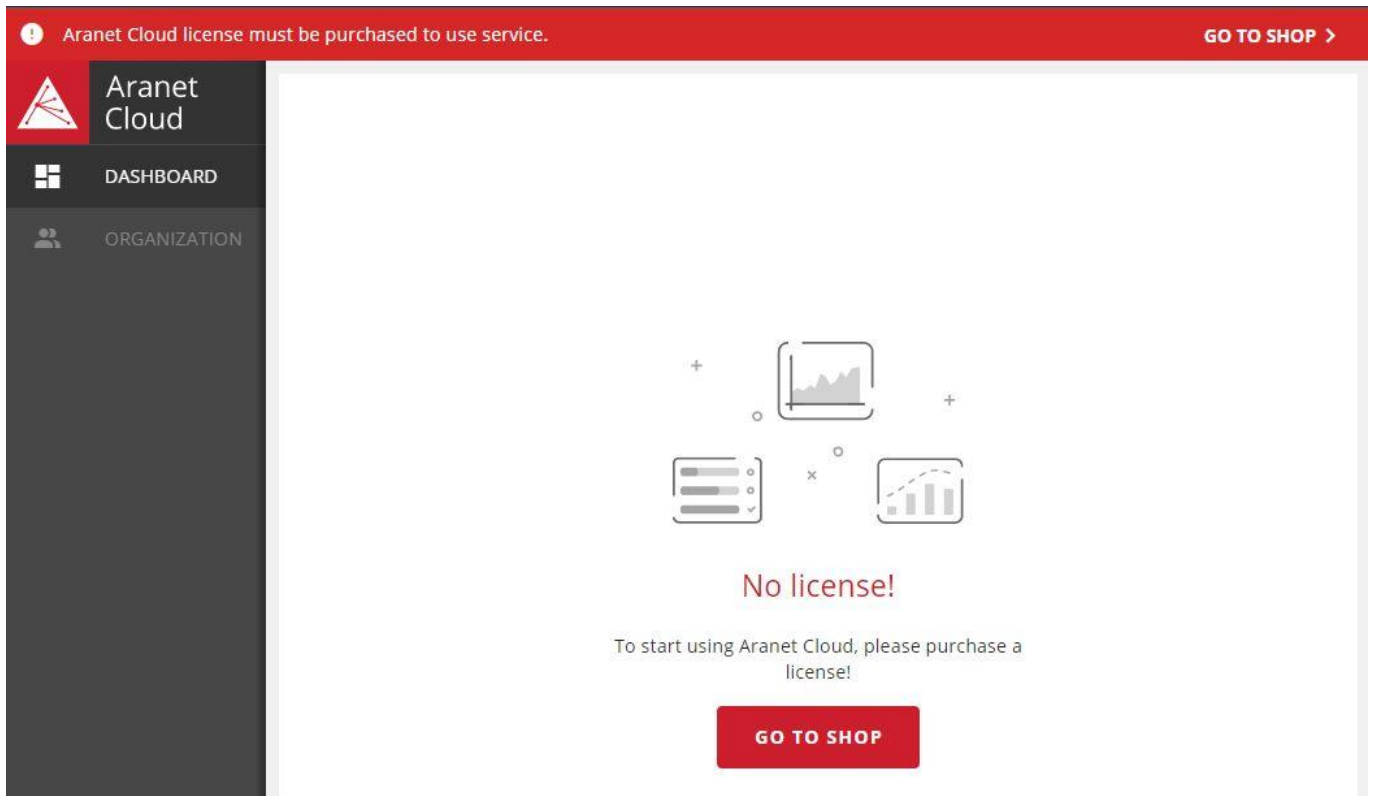 Aranet Cloud license must be purchased to use service.
GO TO SHOP
Aranet
Cloud
DASHBOARD
ORGANIZATION
No license!
To start using Aranet Cloud, please purchase a
license!
GO TO SHOP